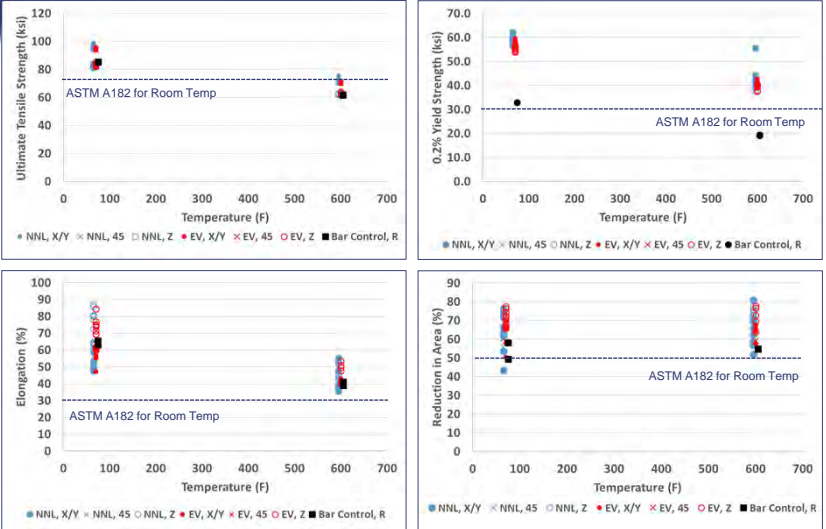 120
100
80
60
40
20
0
Ultimate Tensile Strength (ksi)
ASTM A182 for Room Temp
0 100 200 300 400 500 600 700
Temperature (F)
NNL, X/Y NNL, 45 NNL, Z EV, X/Y EV, 45 EV, Z Bar Control, R
70.0
60.0
50.0
40.0
30.0
20.0
10.0
0.0
0.2% Yield Strength (ksi)
ASTM A182 for Room Temp
0 100 200 300 400 500 600 700
Temperature (F)
NNL, X/Y NNL, 45 NNL, Z EV, X/Y EV, 45 EV, Z Bar Control, R
100
90
80
70
60
50
40
30
20
10
0
Elongation (%)
ASTM A182 for Room Temp
0 100 200 300 400 500 600 700
Temperature (F)
NNL, X/Y NNL, 45 NNL, Z EV, X/Y EV, 45 EV, Z Bar Control, R
90
80
70
60
50
40
30
20
10
0
Reduction in Area (%)
ASTM A182 for Room Temp
0 100 200 300 400 500 600 700
Temperature (F)
NNL, X/Y NNL, 45 NNL, Z EV, X/Y EV, 45 EV, Z Bar Control, R